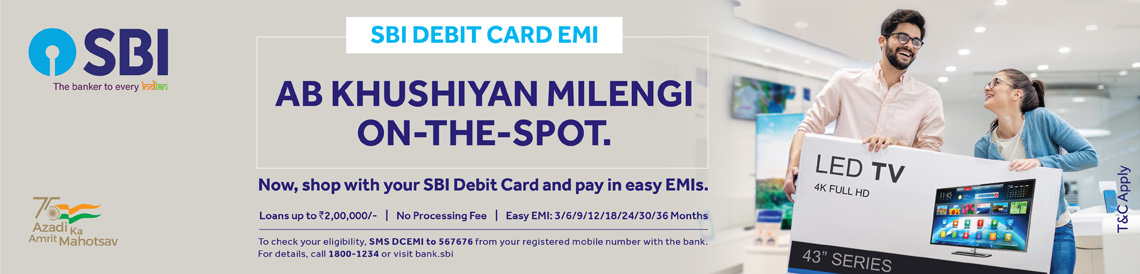 SBI
The banker to every Indian
75
Azadi Ka
Amrit Mahotsav
SBI DEBIT CARD EMI
AB KHUSHIYAN MILENGI
ON-THE-SPOT.
Now, shop with your SBI Debit Card and pay in easy EMIs.
Loans up to ₹2,00,000/- | No Processing Fee | Easy EMI: 3/6/9/12/18/24/30/36 Months
To check your eligibility, SMS DCEMI to 567676 from your registered mobile number with the bank.
For details, call 1800-1234 or visit bank.sbi
LED TV
4K FULL HD
11:45
43” SERIES
T&C Apply